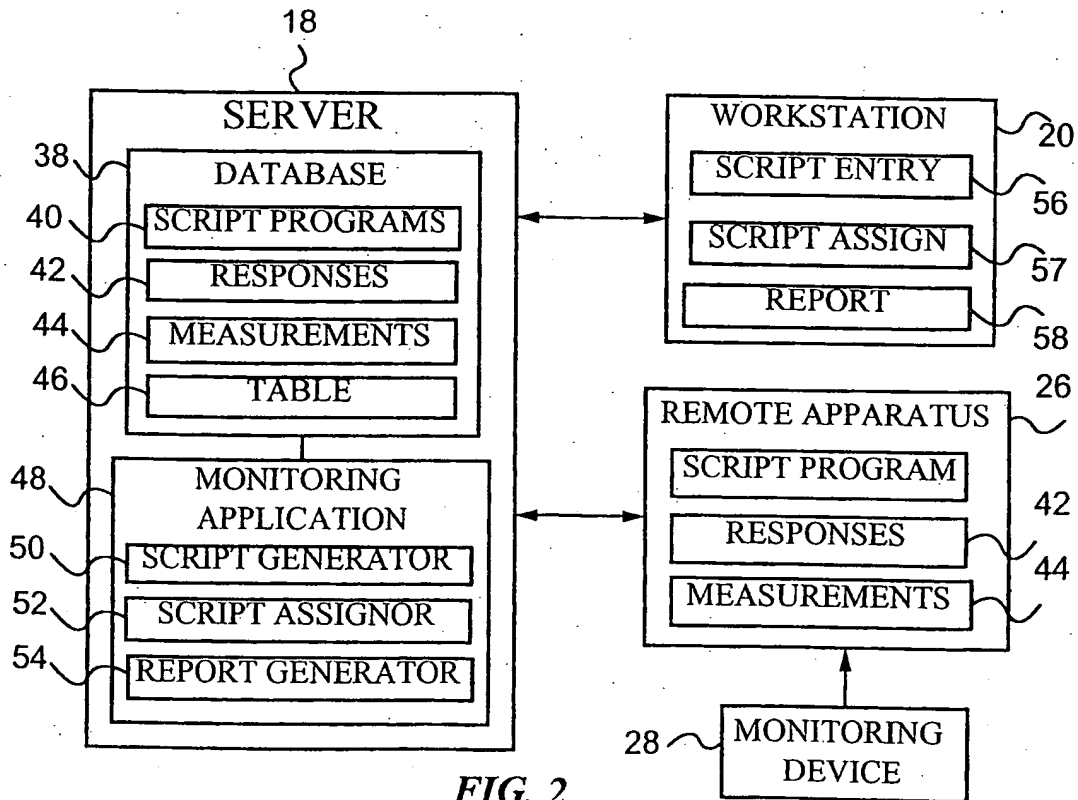 18
SERVER
38
DATABASE
40
SCRIPT PROGRAMS
42
RESPONSES
44
MEASUREMENTS
46
TABLE
48
MONITORING
APPLICATION
50
SCRIPT GENERATOR
52
SCRIPT ASSIGNOR
54
REPORT GENERATOR
WORKSTATION
20
SCRIPT ENTRY
56
SCRIPT ASSIGN
57
REPORT
58
26
REMOTE APPARATUS
SCRIPT PROGRAM
42
RESPONSES
44
MEASUREMENTS
28
MONITORING
DEVICE
FIG. 2